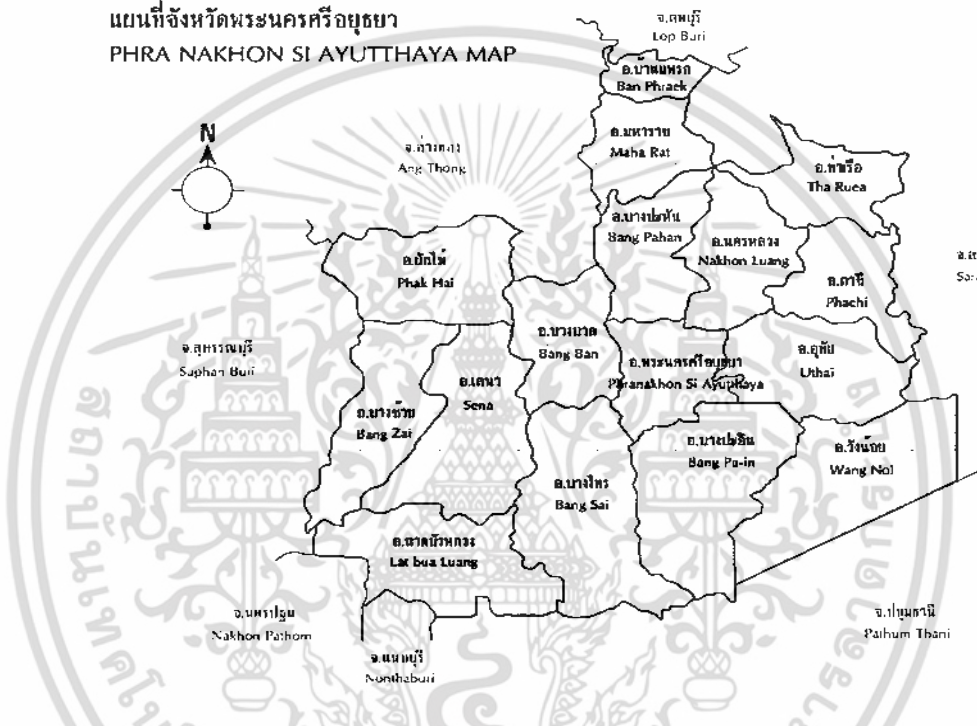 แผนที่จังหวัดพระนครศรีอยุธยา
PHRA NAKHON SI AYUTTHAYA MAP
จ.ลพบุรี
Lop Buri
อ.บ้านแพรก
Ban Phraek
N
จ.อ่างทอง
Ang Thong
อ.มหาราช
Maha Rat
อ.ท่าเรือ
Tha Ruea
อ.บางปะหัน
Bang Pahan
อ.นครหลวง
Nakhon Luang
อ.ผักไห่
Phak Hai
อ.ภาชี
Phachi
จ.สุพรรณบุรี
Suphan Buri
อ.บางบาล
Bang Ban
อ.พระนครศรีอยุธยา
Phranakhon Si Ayutthaya
อ.อุทัย
Uthai
อ.เสนา
Sena
อ.บางซ้าย
Bang Zai
อ.บางปะอิน
Bang Pa-in
อ.วังน้อย
Wang Noi
อ.บางไทร
Bang Sai
อ.ลาดบัวหลวง
Lat bua Luang
จ.นครปฐม
Nakhon Pathom
จ.ปทุมธานี
Pathum Thani
จ.นนทบุรี
Nonthaburi